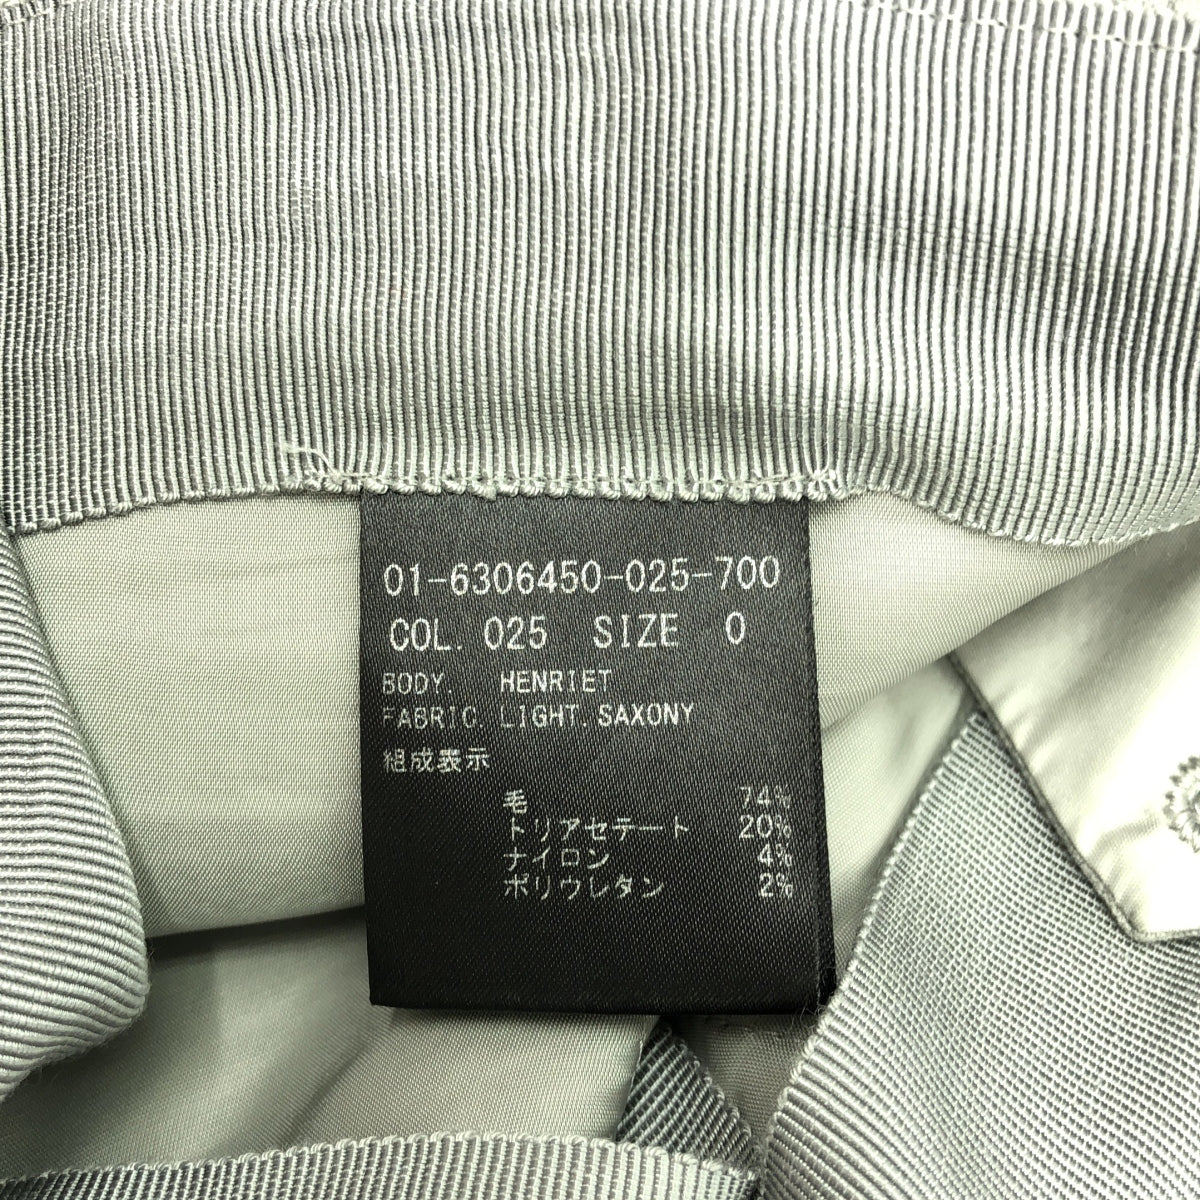 01-6306450-025-700
COL. 025 SIZE 0
BODY. HENRIET
FABRIC. LIGHT.SAXONY
組成表示
毛 74%
トリアセテート 20%
ナイロン 4%
ポリウレタン 2%